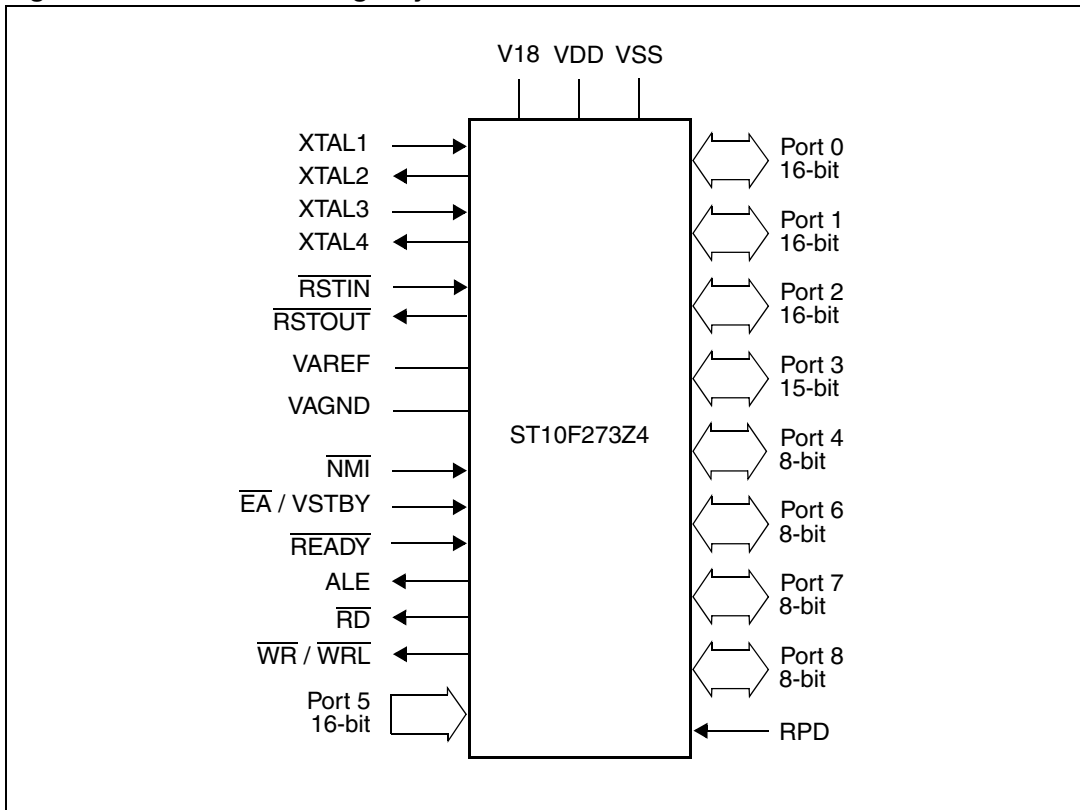 V18 VDD VSS
XTAL1
XTAL2
XTAL3
XTAL4
RSTIN
RSTOUT
VAREF
VAGND
NMI
EA / VSTBY
READY
ALE
RD
WR / WRL
Port 5
16-bit
ST10F273Z4
Port 0
16-bit
Port 1
16-bit
Port 2
16-bit
Port 3
15-bit
Port 4
8-bit
Port 6
8-bit
Port 7
8-bit
Port 8
8-bit
RPD